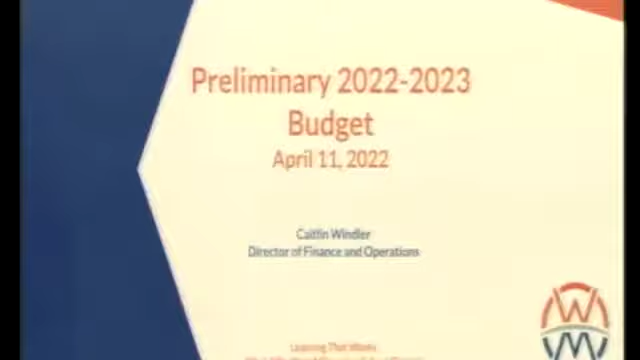 Preliminary 2022-2023
Budget
April 11, 2022
Caitlin Windler
Director of Finance and Operations
Learning That Works